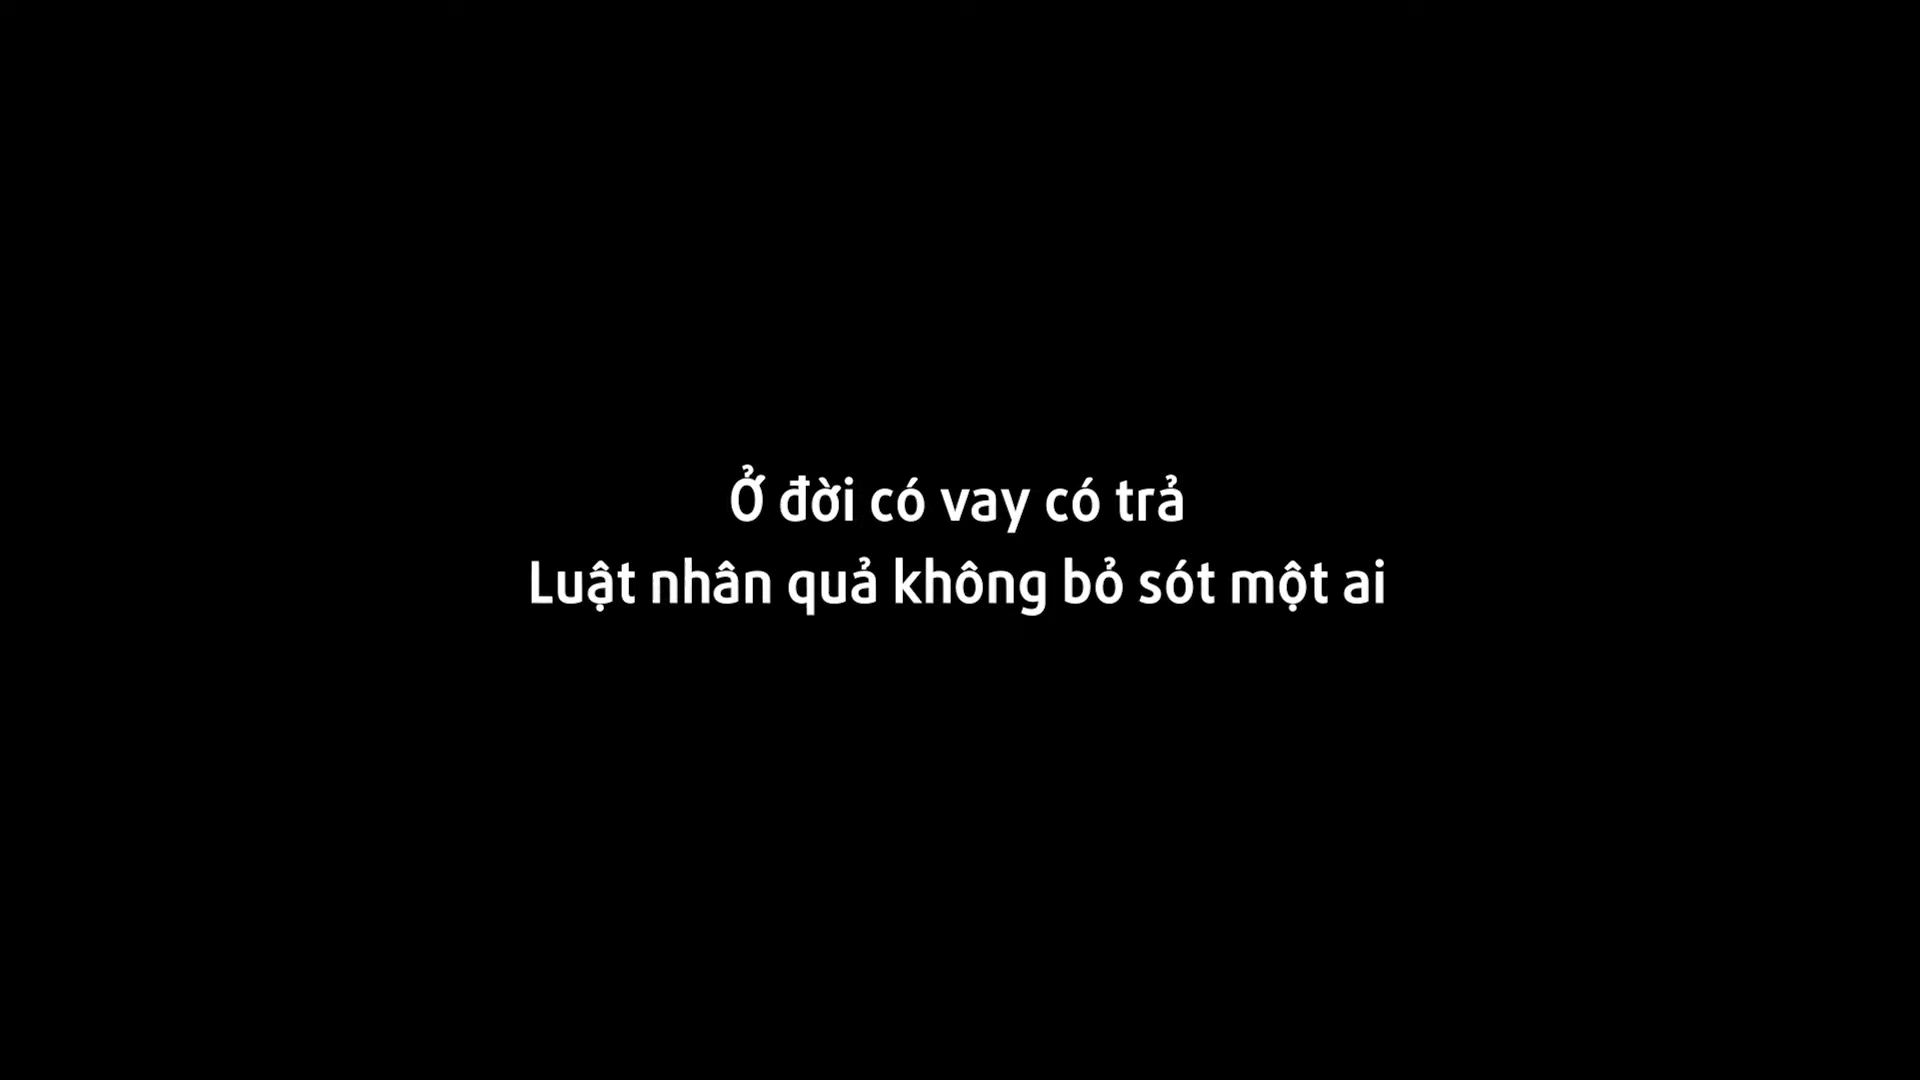 Ở đời có vay có trả
Luật nhân quả không bỏ sót một ai